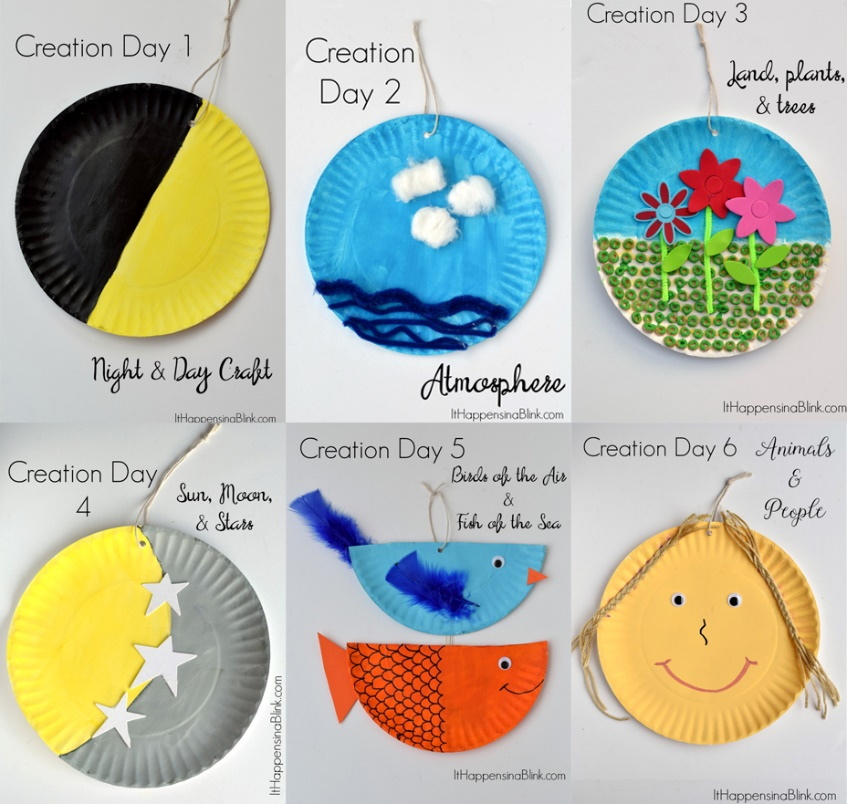 Creation Day 1
Night & Day Craft
ItHappensinaBlink.com
Creation
Day 2
Atmosphere
ItHappensinaBlink.com
Creation Day 3
Land, plants,
& trees
ItHappensinaBlink.com
Creation Day
4
Sun, Moon,
& Stars
ItHappensinaBlink.com
Creation Day 5
Birds of the Air
&
Fish of the Sea
ItHappensinaBlink.com
Creation Day 6
Animals
&
People
ItHappensinaBlink.com